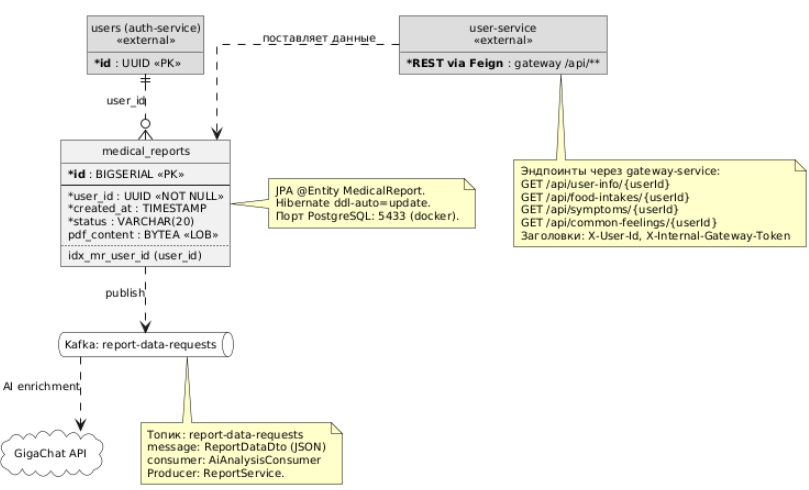 users (auth-service)
«external»
*id : UUID «PK»
user-service
«external»
*REST via Feign : gateway /api/**
поставляет данные
user_id
medical_reports
*id : BIGSERIAL «PK»
*user_id : UUID «NOT NULL»
*created_at : TIMESTAMP
*status : VARCHAR(20)
pdf_content : BYTEA «LOB»
idx_mr_user_id (user_id)
JPA @Entity MedicalReport.
Hibernate ddl-auto=update.
Порт PostgreSQL: 5433 (docker).
Эндпоинты через gateway-service:
GET /api/user-info/{userId}
GET /api/food-intakes/{userId}
GET /api/symptoms/{userId}
GET /api/common-feelings/{userId}
Заголовки: X-User-Id, X-Internal-Gateway-Token
publish
Kafka: report-data-requests
AI enrichment
GigaChat API
Топик: report-data-requests
message: ReportDataDto (JSON)
consumer: AiAnalysisConsumer
Producer: ReportService.